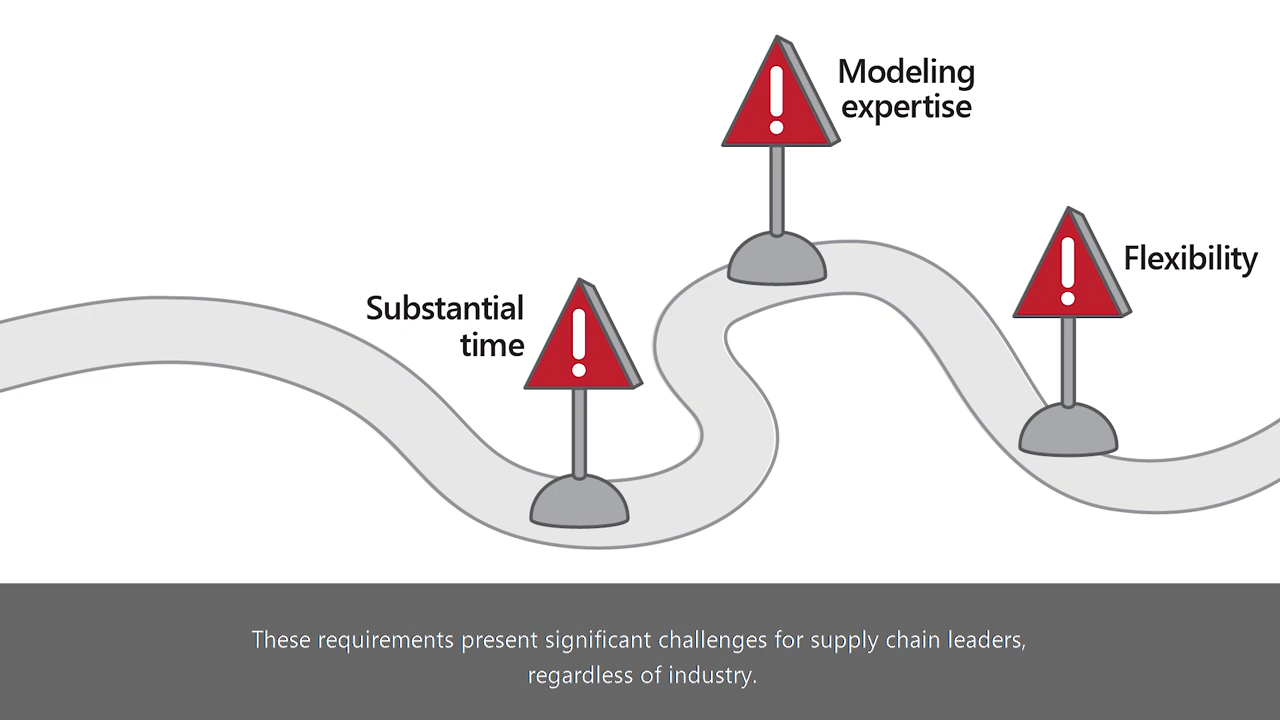 Modeling
expertise
Substantial
time
Flexibility
These requirements present significant challenges for supply chain leaders,
regardless of industry.